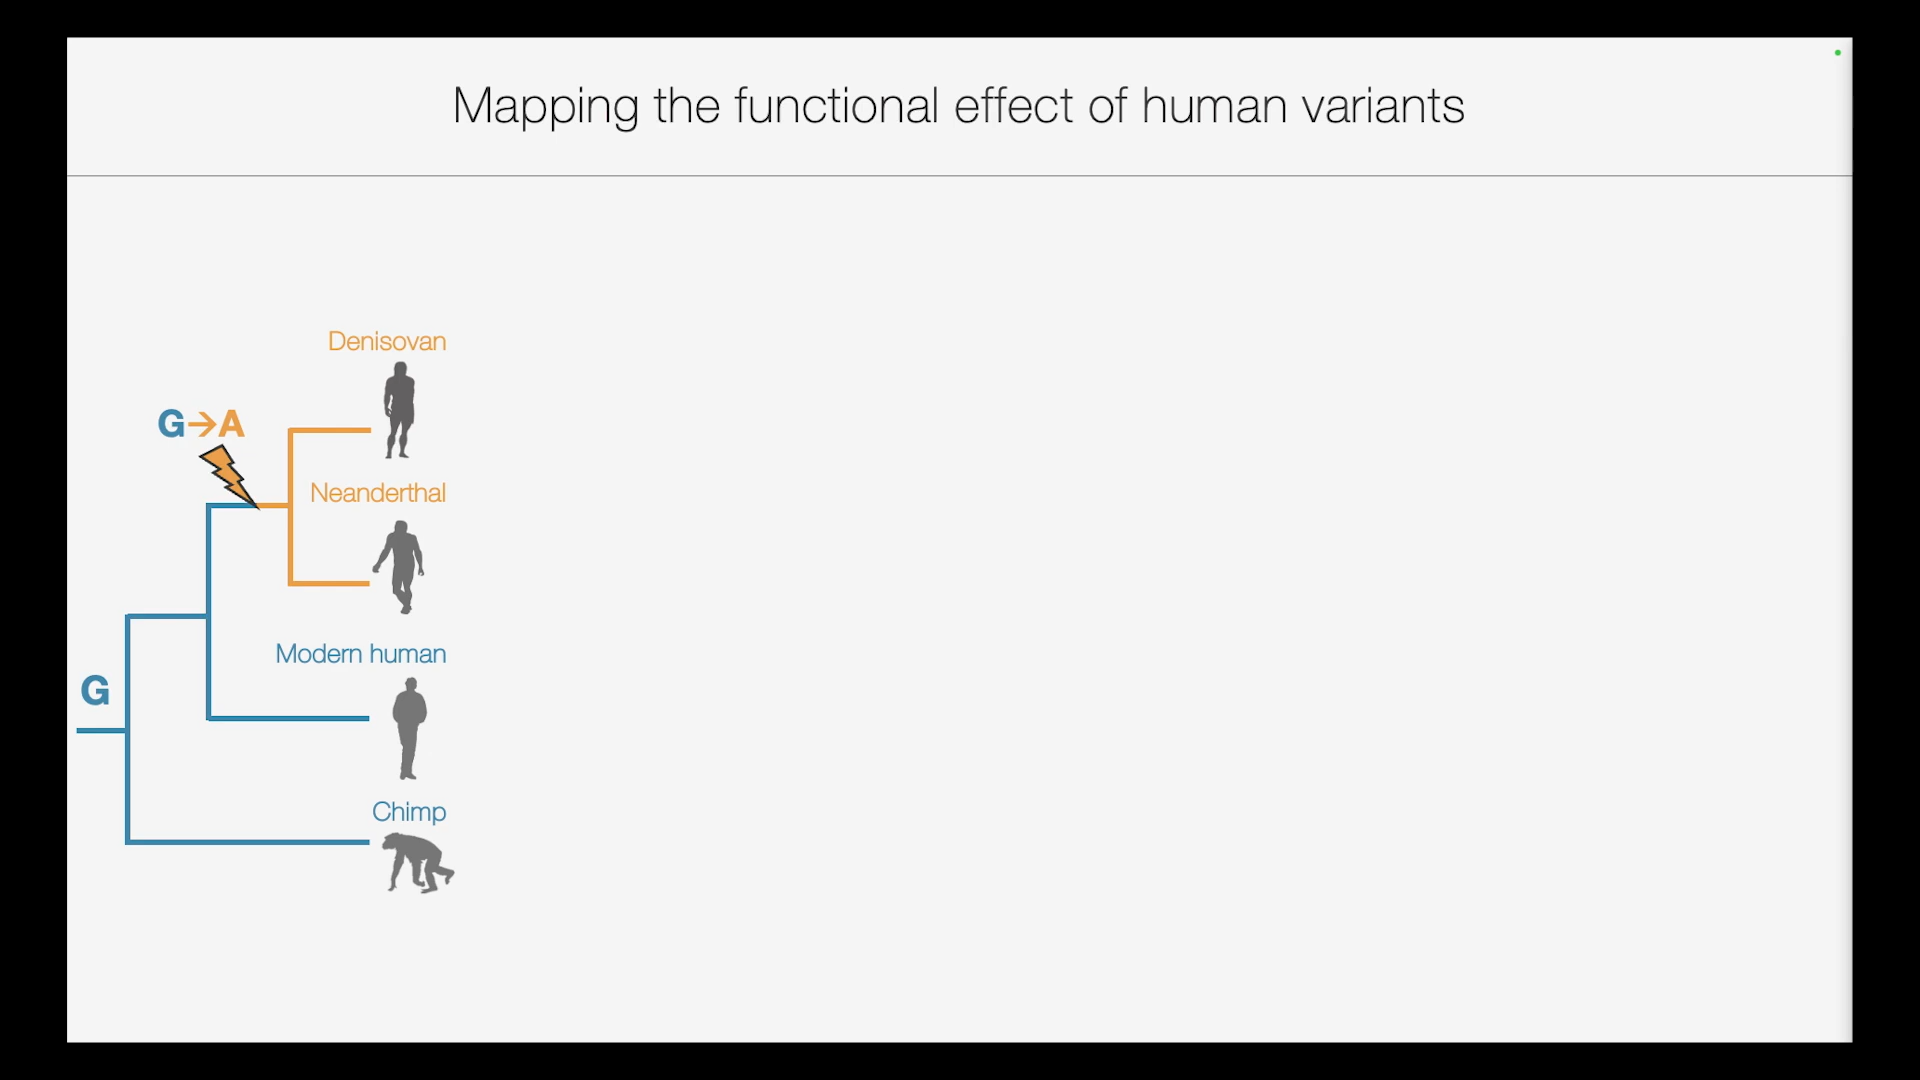 Mapping the functional effect of human variants
Denisovan
G→A
Neanderthal
Modern human
G
Chimp